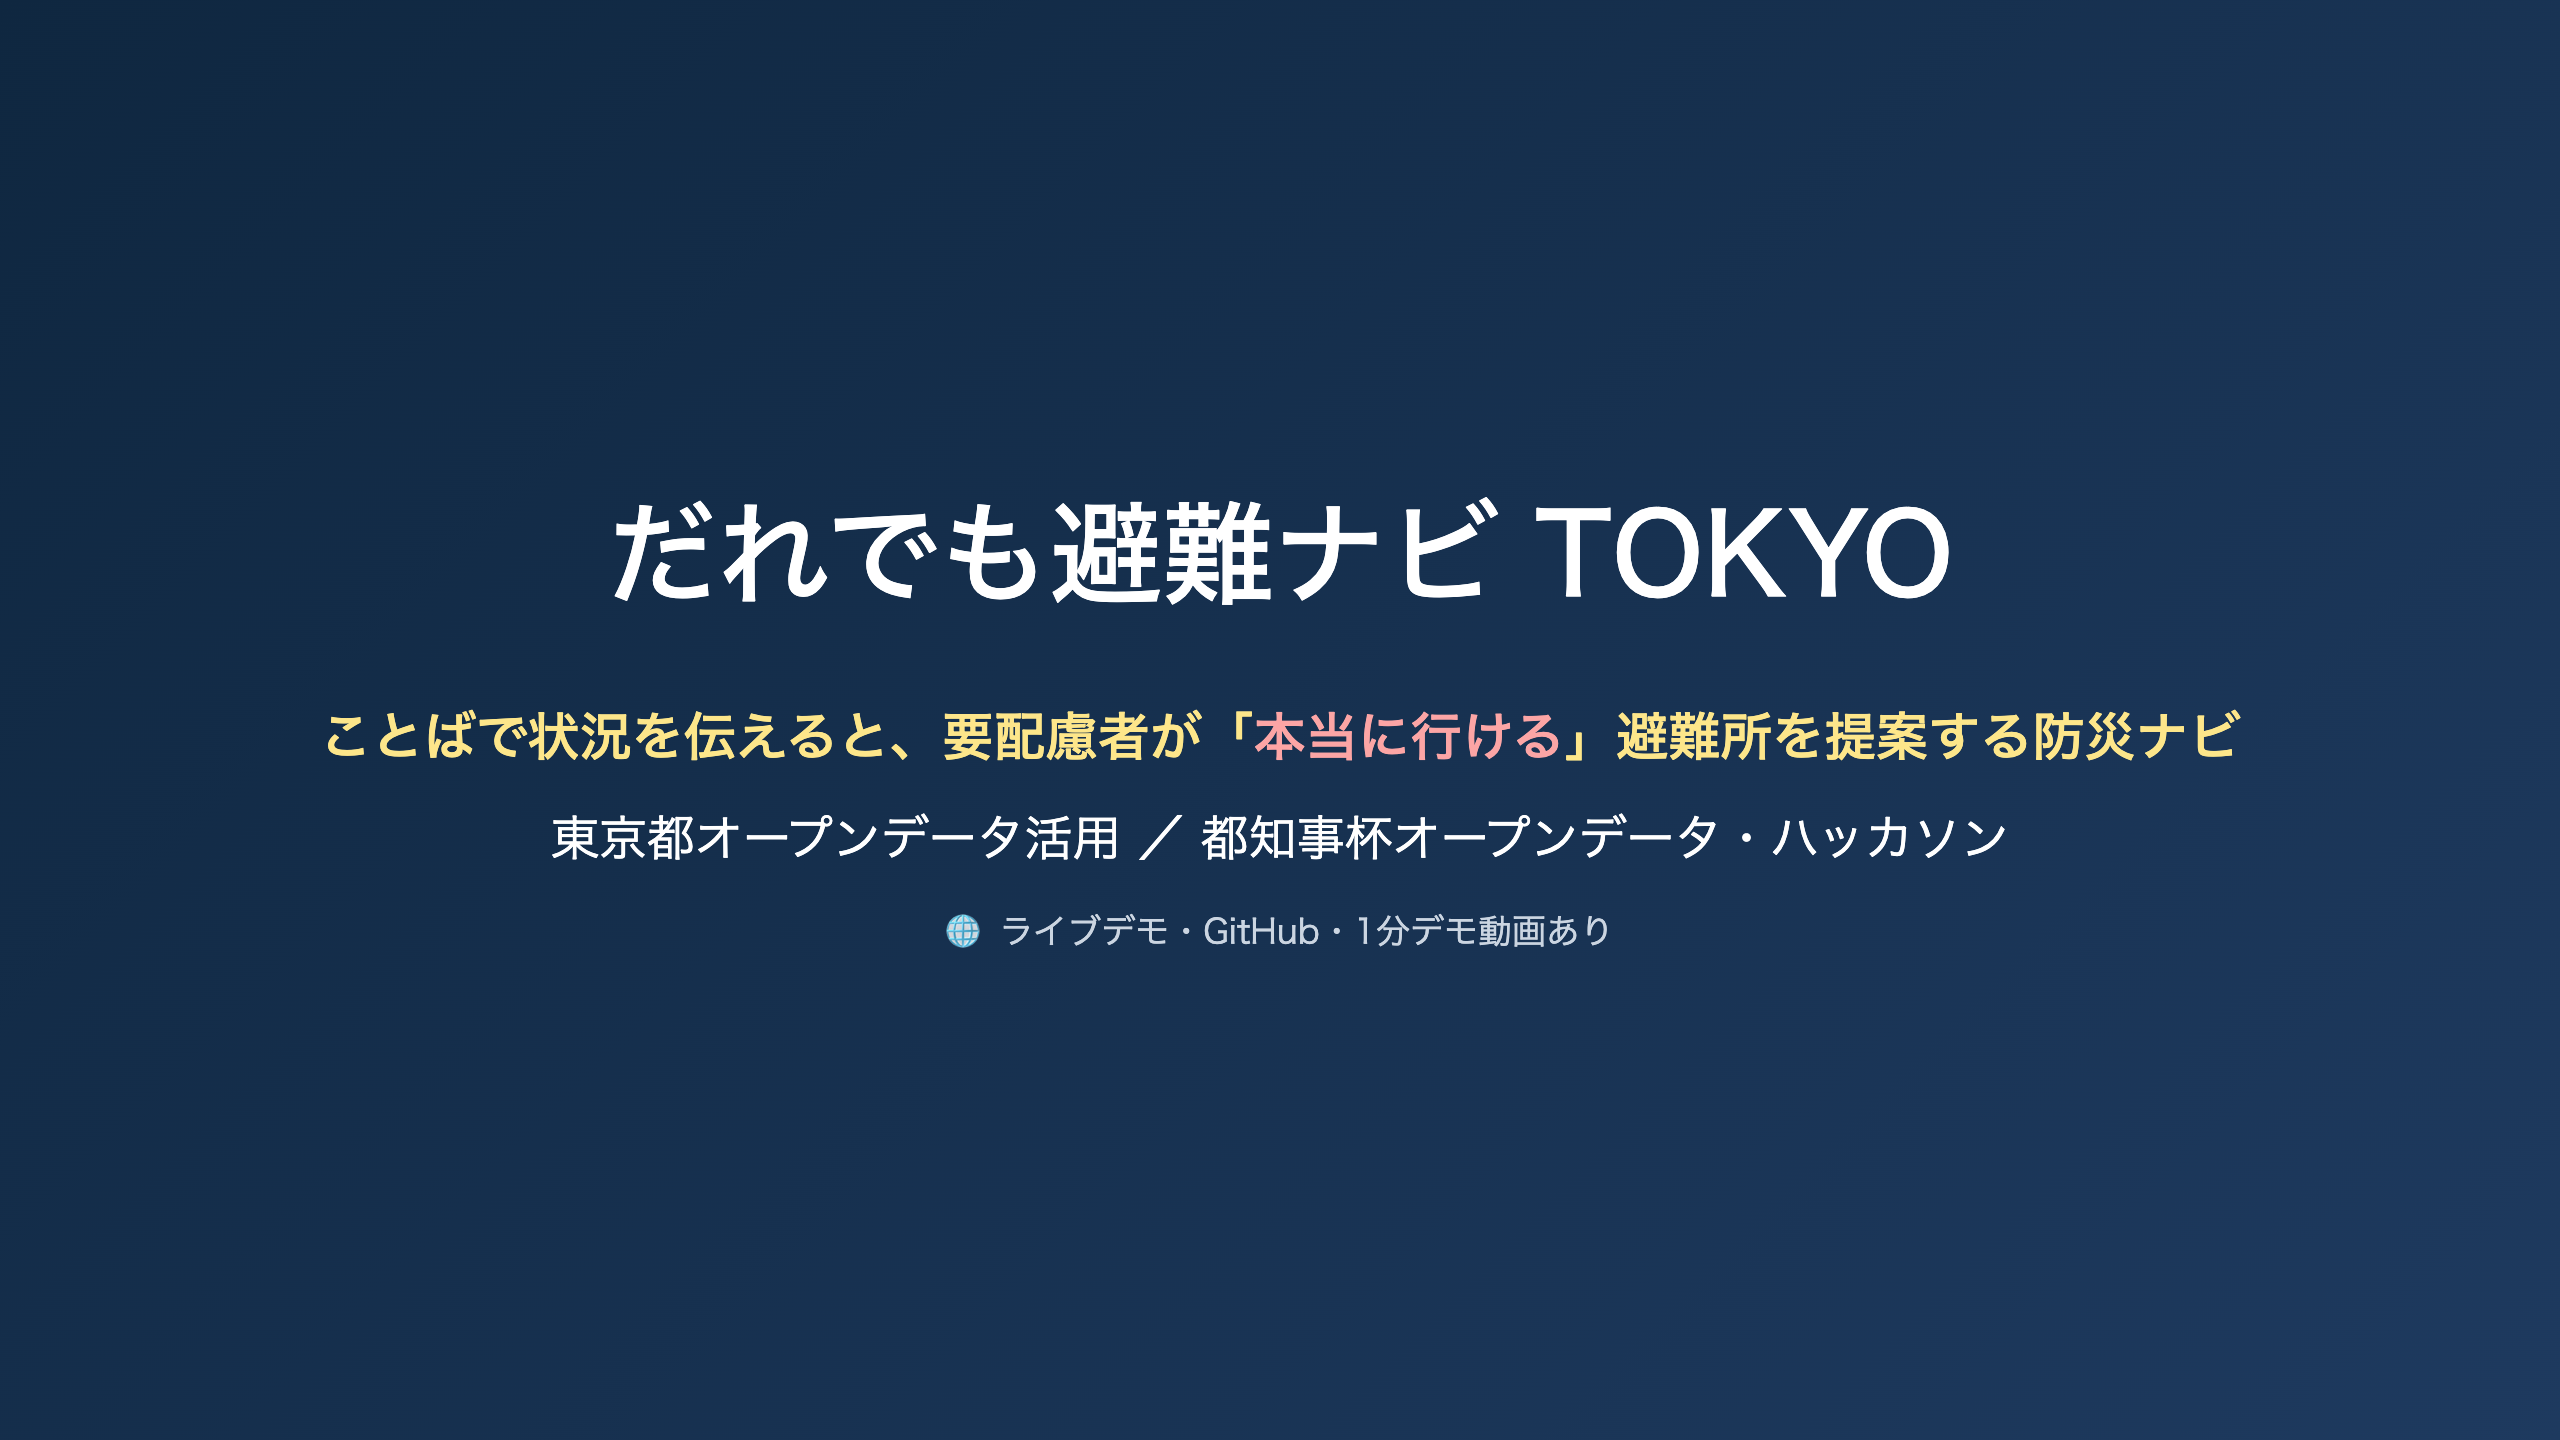 だれでも避難ナビ TOKYO
ことばで状況を伝えると、要配慮者が「本当に行ける」避難所を提案する防災ナビ
東京都オープンデータ活用 ／ 都知事杯オープンデータ・ハッカソン
🌐 ライブデモ・GitHub・1分デモ動画あり